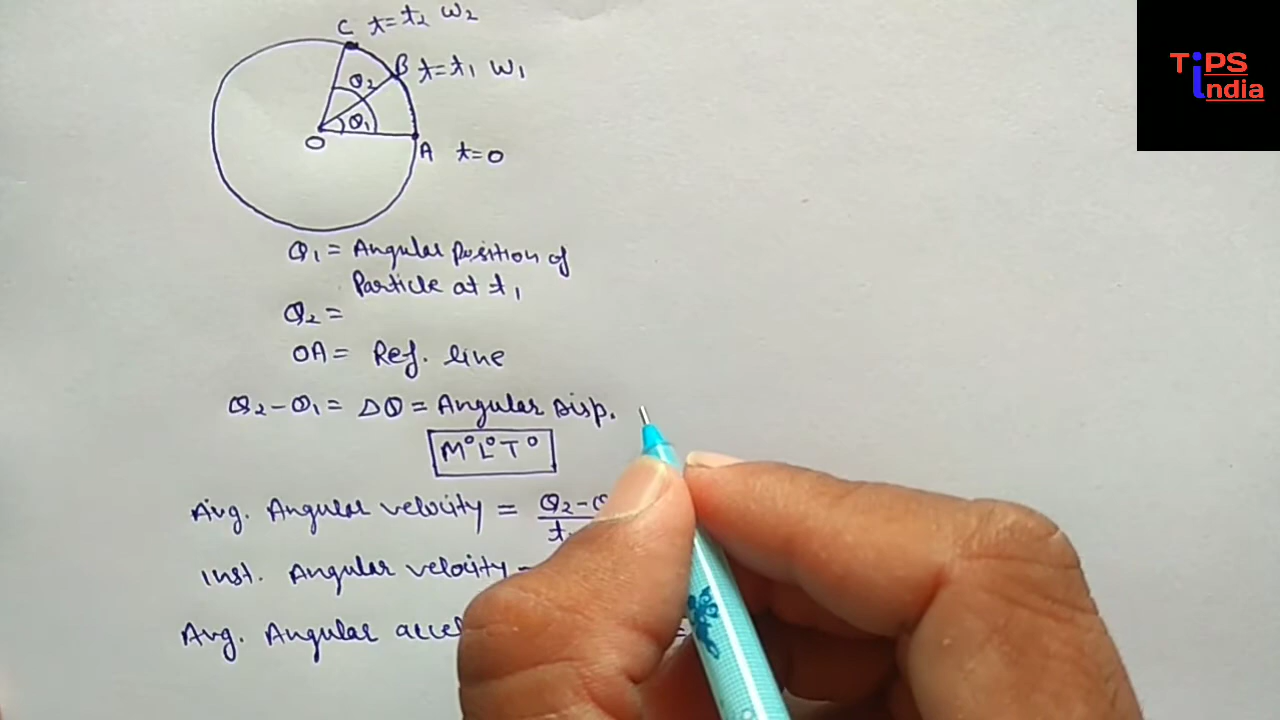 C t=t2 ω2
B t=t1 ω1
θ2
θ1
O
A t=0
TiPS
india
θ1 = Angular Position of
Particle at t1
θ2 =
OA = Ref. line
θ2-θ1 = Δθ = Angular Disp.
M⁰L⁰T⁰
Avg. Angular velocity = θ2-
t
Inst. Angular velocity
Avg. Angular accel =